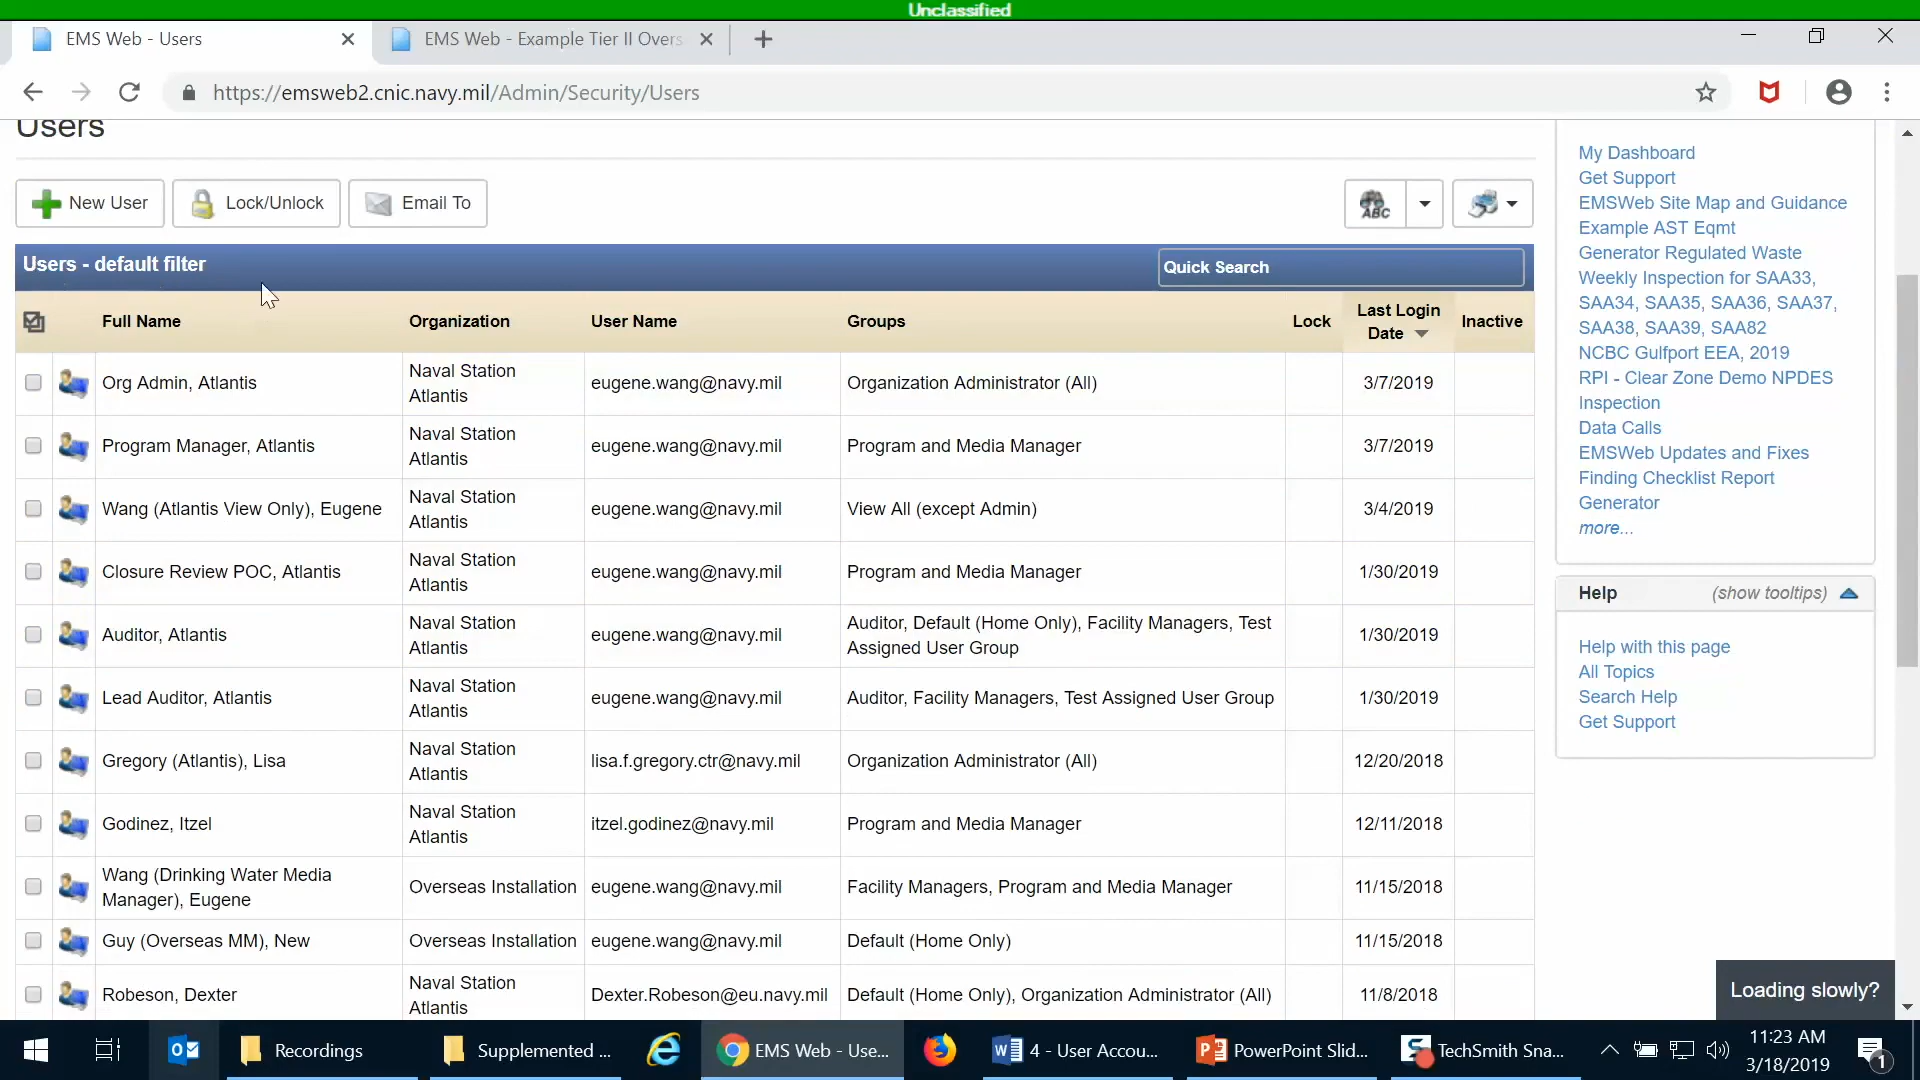 Unclassified
EMS Web - Users
EMS Web - Example Tier II Overs
https://emsweb2.cnic.navy.mil/Admin/Security/Users
Users
New User
Lock/Unlock
Email To
ABC
Users - default filter
Quick Search
Full Name
Organization
User Name
Groups
Lock
Last Login
Date
Inactive
Org Admin, Atlantis
Naval Station
Atlantis
eugene.wang@navy.mil
Organization Administrator (All)
3/7/2019
Program Manager, Atlantis
Naval Station
Atlantis
eugene.wang@navy.mil
Program and Media Manager
3/7/2019
Wang (Atlantis View Only), Eugene
Naval Station
Atlantis
eugene.wang@navy.mil
View All (except Admin)
3/4/2019
Closure Review POC, Atlantis
Naval Station
Atlantis
eugene.wang@navy.mil
Program and Media Manager
1/30/2019
Auditor, Atlantis
Naval Station
Atlantis
eugene.wang@navy.mil
Auditor, Default (Home Only), Facility Managers, Test
Assigned User Group
1/30/2019
Lead Auditor, Atlantis
Naval Station
Atlantis
eugene.wang@navy.mil
Auditor, Facility Managers, Test Assigned User Group
1/30/2019
Gregory (Atlantis), Lisa
Naval Station
Atlantis
lisa.f.gregory.ctr@navy.mil
Organization Administrator (All)
12/20/2018
Godinez, Itzel
Naval Station
Atlantis
itzel.godinez@navy.mil
Program and Media Manager
12/11/2018
Wang (Drinking Water Media
Manager), Eugene
Overseas Installation
eugene.wang@navy.mil
Facility Managers, Program and Media Manager
11/15/2018
Guy (Overseas MM), New
Overseas Installation
eugene.wang@navy.mil
Default (Home Only)
11/15/2018
Robeson, Dexter
Naval Station
Atlantis
Dexter.Robeson@eu.navy.mil
Default (Home Only), Organization Administrator (All)
11/8/2018
My Dashboard
Get Support
EMSWeb Site Map and Guidance
Example AST Eqmt
Generator Regulated Waste
Weekly Inspection for SAA33,
SAA34, SAA35, SAA36, SAA37,
SAA38, SAA39, SAA82
NCBC Gulfport EEA, 2019
RPI - Clear Zone Demo NPDES
Inspection
Data Calls
EMSWeb Updates and Fixes
Finding Checklist Report
Generator
more...
Help
(show tooltips)
Help with this page
All Topics
Search Help
Get Support
Loading slowly?
Recordings
Supplemented ...
EMS Web - Use...
4 - User Accou...
PowerPoint Slid...
TechSmith Sna...
11:23 AM
3/18/2019
1